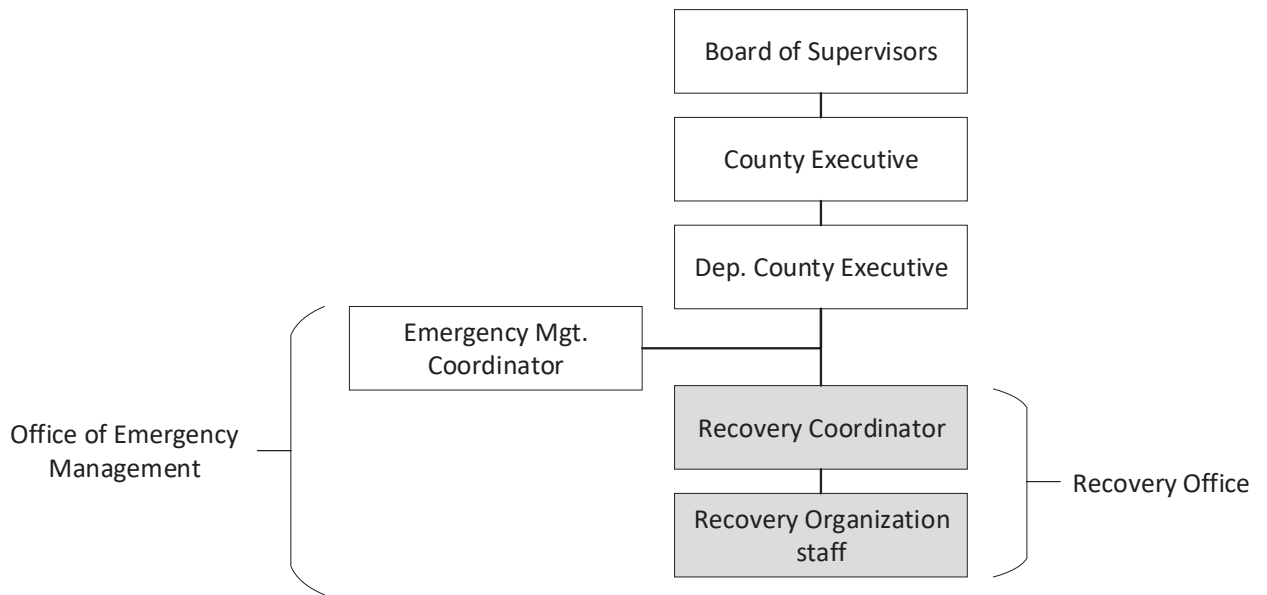 Board of Supervisors
County Executive
Dep. County Executive
Emergency Mgt.
Coordinator
Recovery Coordinator
Office of Emergency
Management
Recovery Office
Recovery Organization
staff